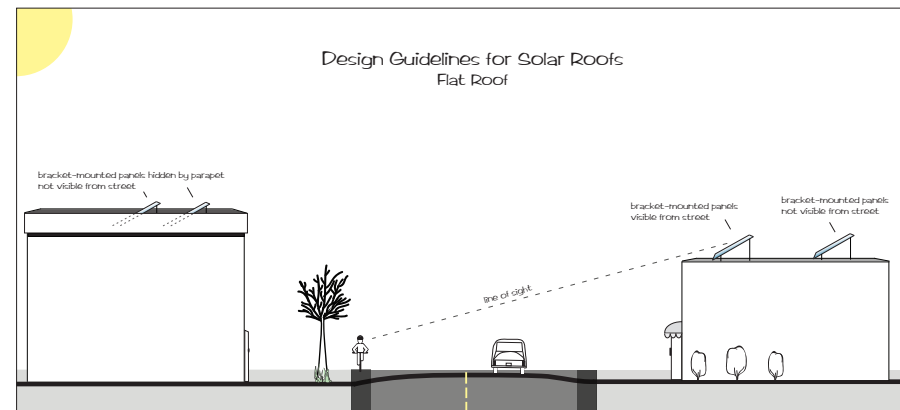 Design Guidelines for Solar Roofs
Flat Roof
bracket-mounted panels hidden by parapet
not visible from street
bracket-mounted panels
visible from street
bracket-mounted panels
not visible from street
line of sight